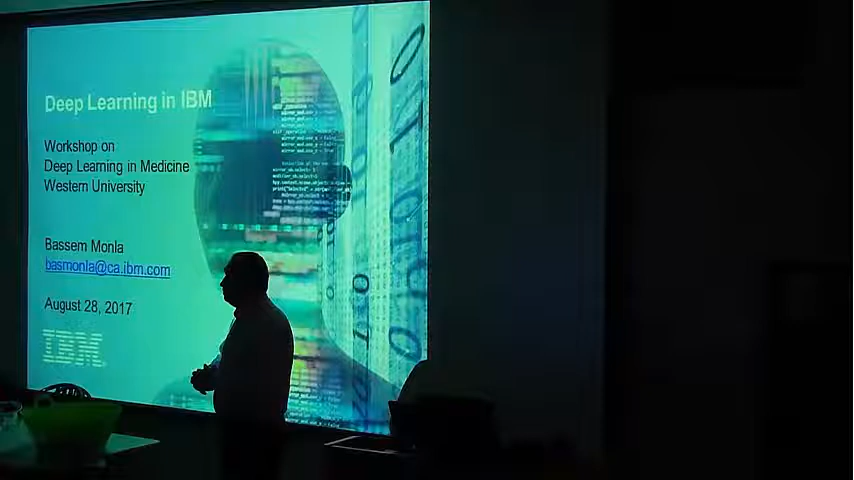 Deep Learning in IBM
Workshop on
Deep Learning in Medicine
Western University
Bassem Monla
basmonla@ca.ibm.com
August 28, 2017
IBM